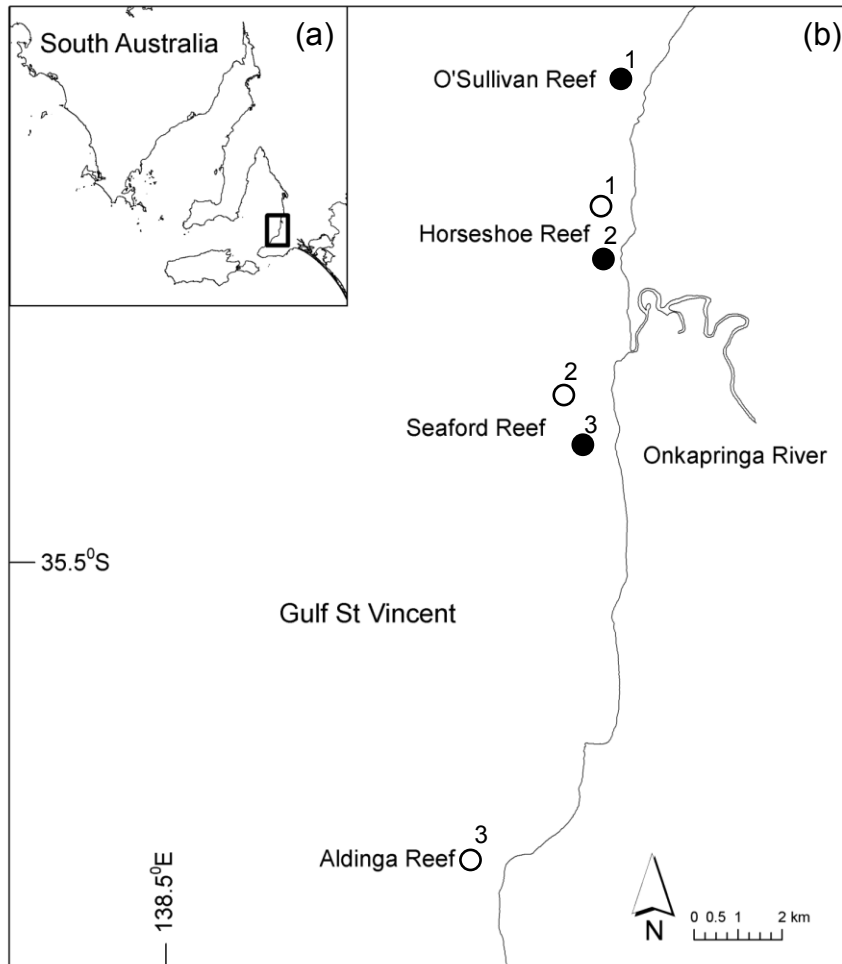 South Australia
(a)
(b)
1
O'Sullivan Reef
1
Horseshoe Reef
2
2
Seaford Reef
3
Onkapringa River
35.5⁰S
Gulf St Vincent
3
Aldinga Reef
138.5⁰E
N
0 0.5 1 2 km